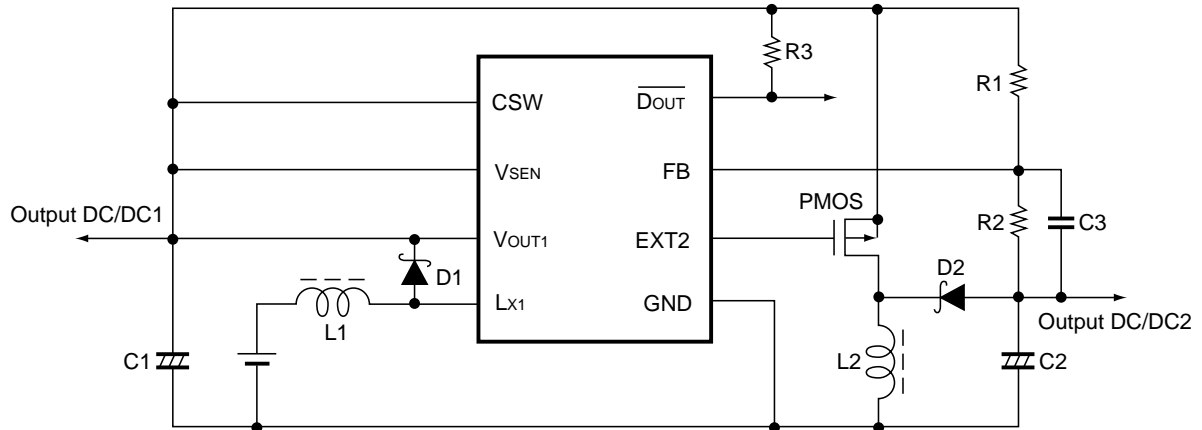 R3
R1
CSW
DOUT
VSEN
FB
PMOS
Output DC/DC1
R2
C3
VOUT1
EXT2
D1
D2
LX1
GND
L1
Output DC/DC2
C1
L2
C2